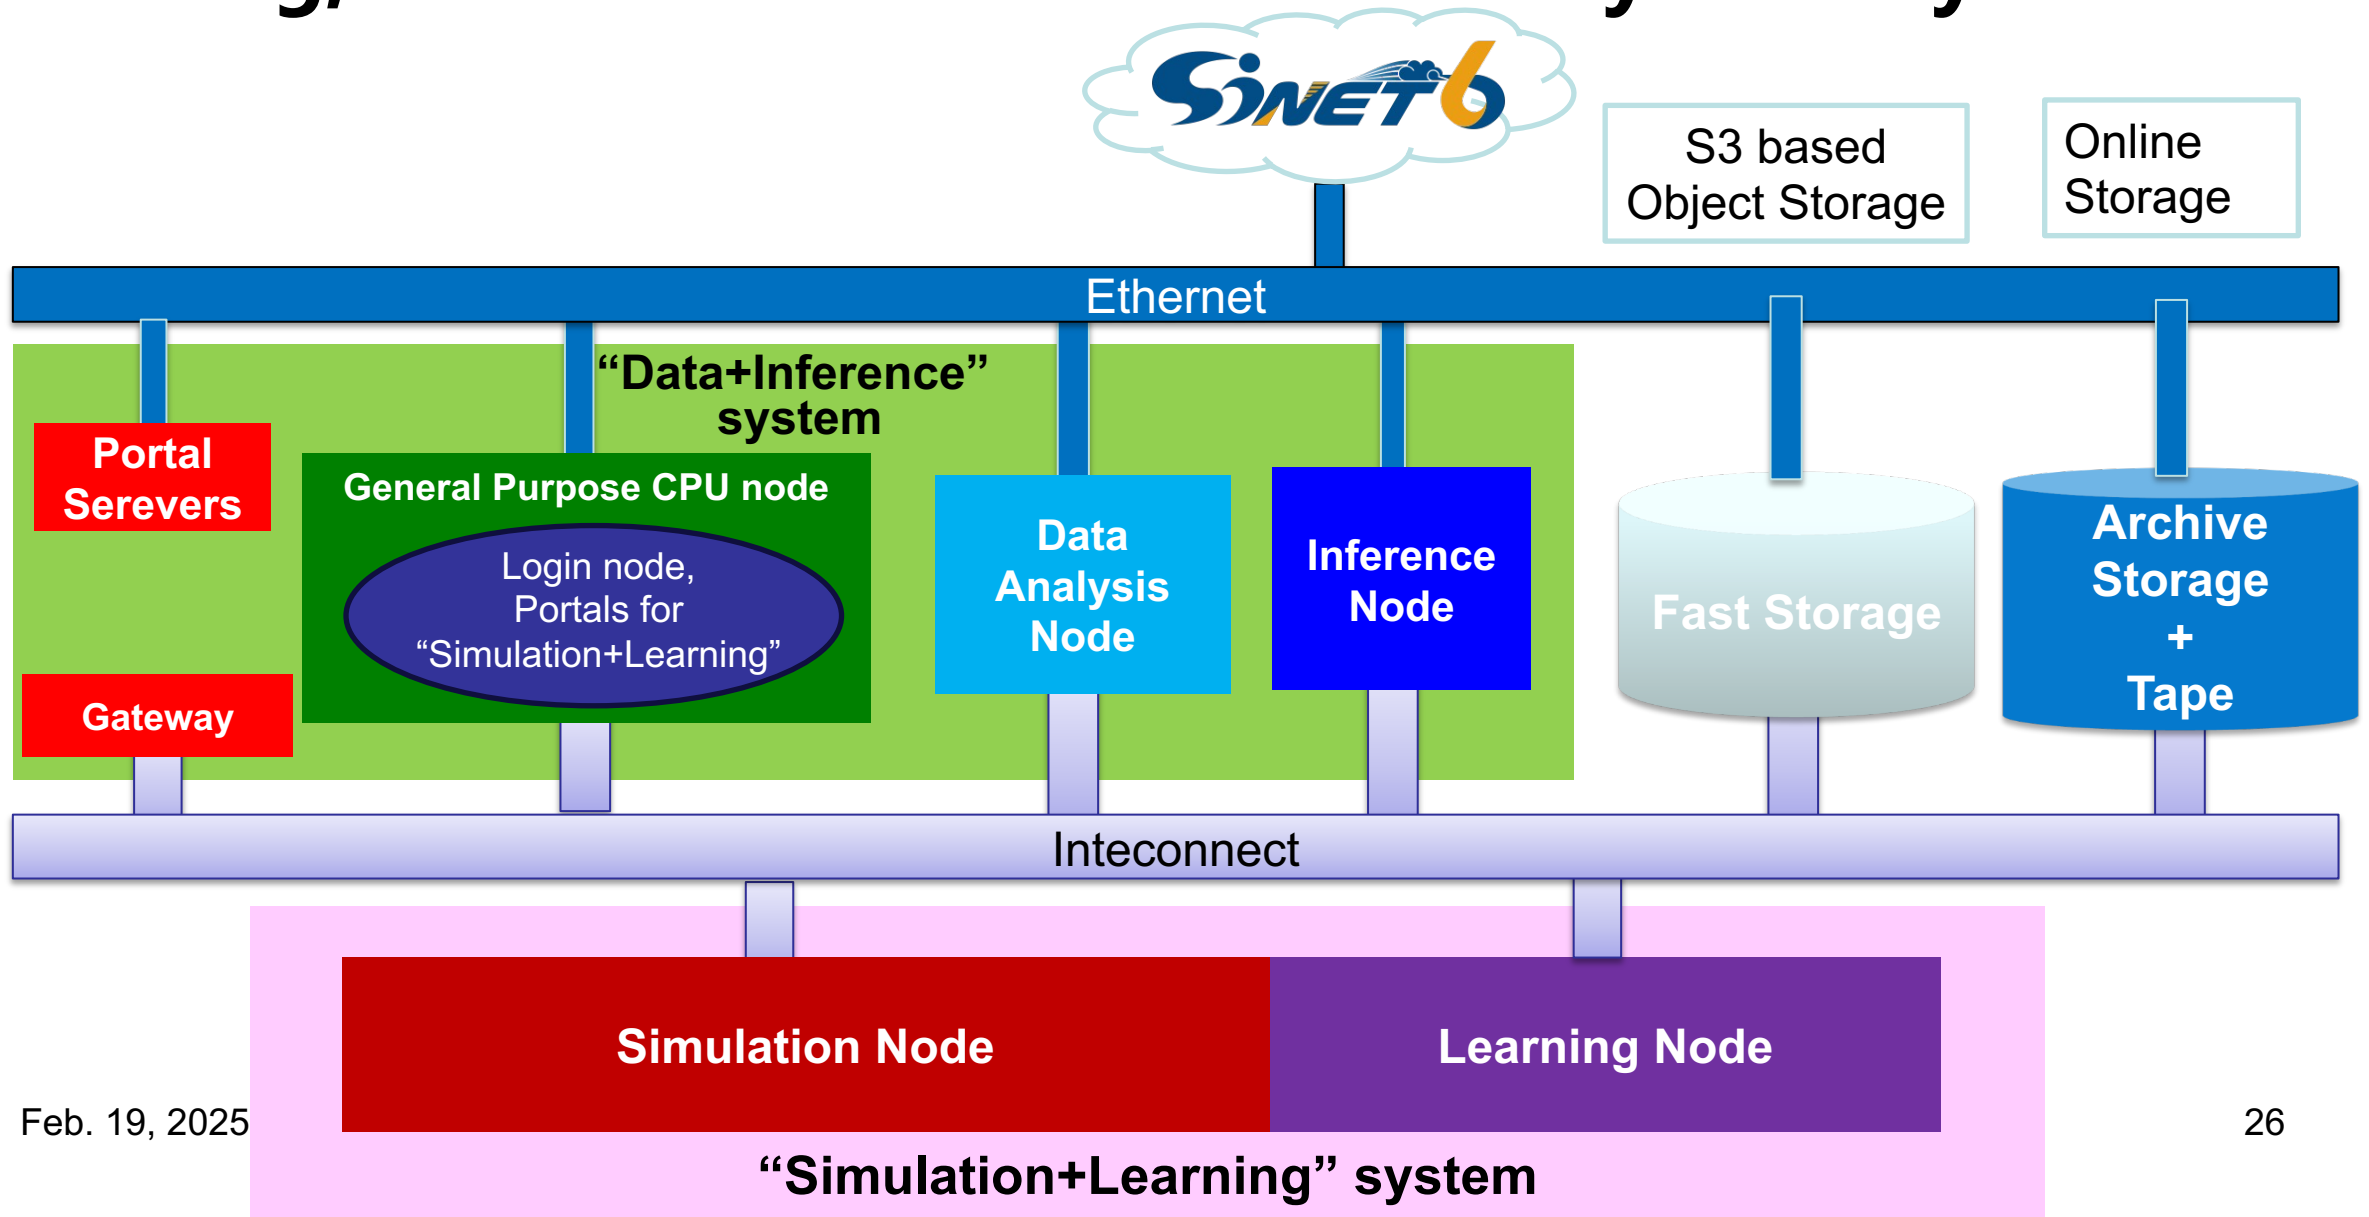 SiNET6
S3 based
Object Storage
Online
Storage
Ethernet
“Data+Inference”
system
Portal
Serevers
General Purpose CPU node
Login node,
Portals for
“Simulation+Learning”
Gateway
Data
Analysis
Node
Inference
Node
Fast Storage
Archive
Storage
+
Tape
Inteconnect
Simulation Node
Learning Node
Feb. 19, 2025
26
“Simulation+Learning” system